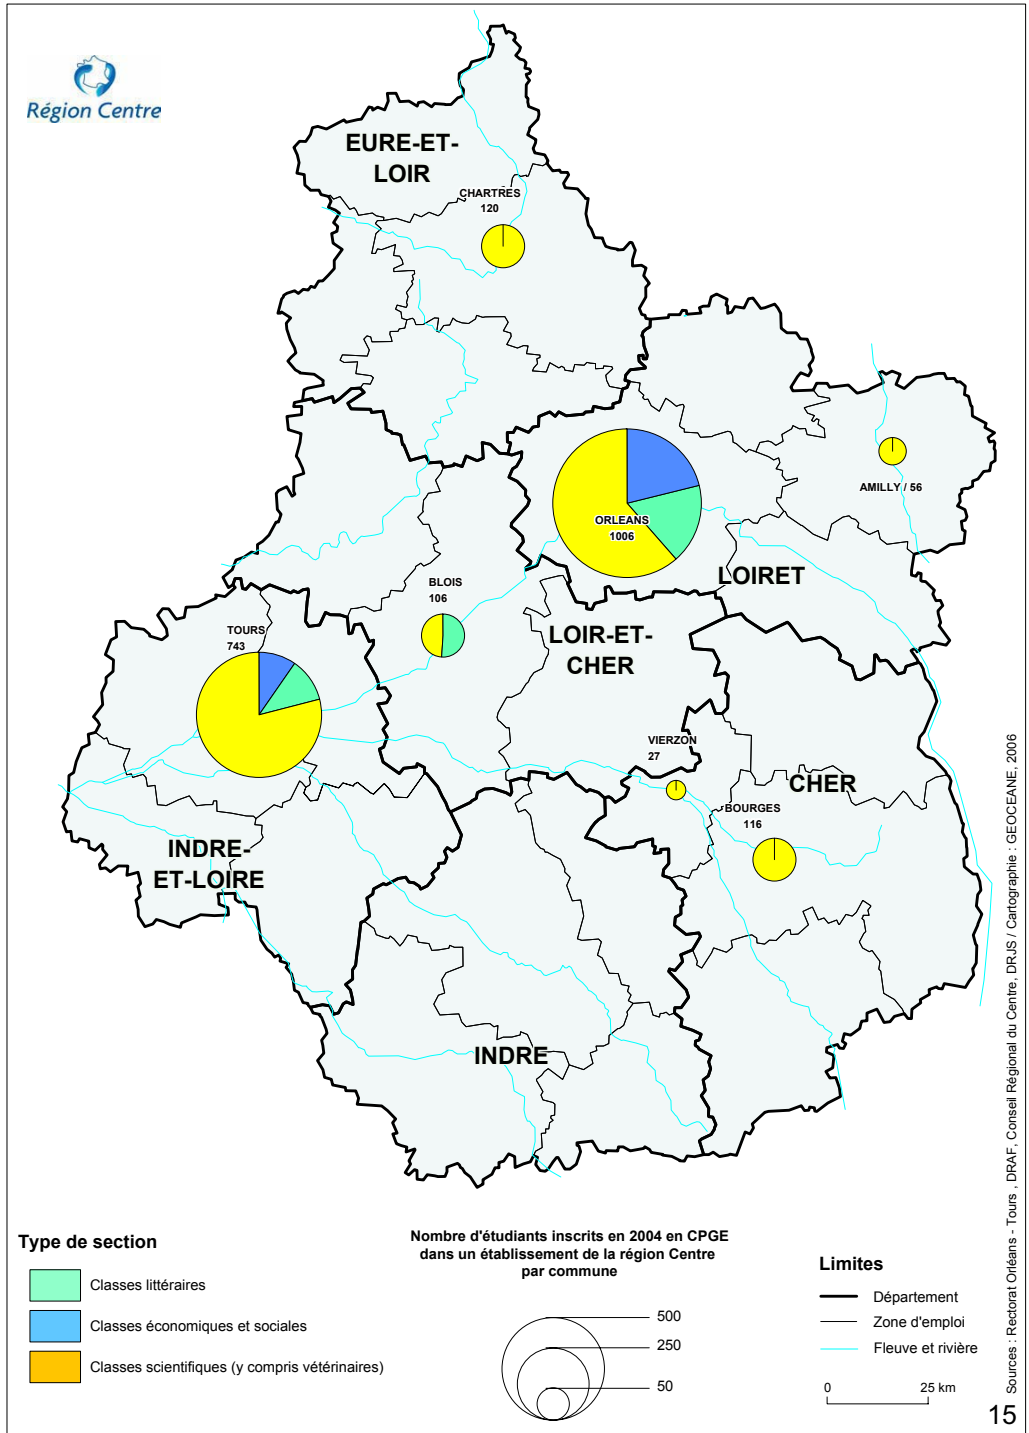 Région Centre
EURE-ET-
LOIR
CHARTRES
120
AMILLY / 56
ORLEANS
1006
LOIRET
BLOIS
106
LOIR-ET-
CHER
TOURS
743
VIERZON
27
CHER
BOURGES
116
INDRE-
ET-LOIRE
INDRE
Type de section
Classes littéraires
Classes économiques et sociales
Classes scientifiques (y compris vétérinaires)
Nombre d'étudiants inscrits en 2004 en CPGE
dans un établissement de la région Centre
par commune
500
250
50
Limites
Département
Zone d'emploi
Fleuve et rivière
0 25 km
Sources : Rectorat Orléans - Tours , DRAF, Conseil Régional du Centre, DRJS / Cartographie : GEOCEANE, 2006
15